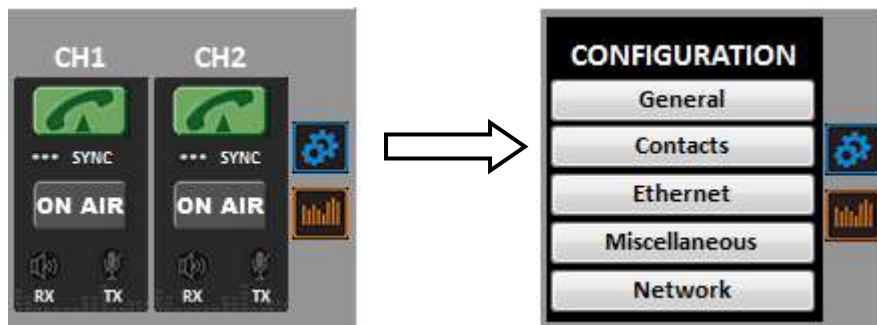 CH1 CH2
SYNC SYNC
ON AIR ON AIR
RX TX RX TX
CONFIGURATION
General
Contacts
Ethernet
Miscellaneous
Network